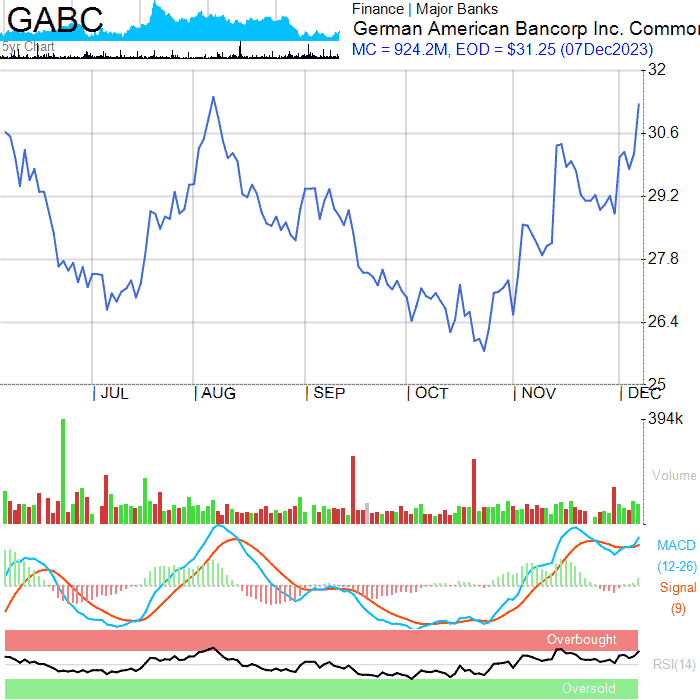 GABC
5yr Chart
Finance | Major Banks
German American Bancorp Inc. Common
MC = 924.2M, EOD = $31.25 (07Dec2023)
32
30.6
29.2
27.8
26.4
25
JUL AUG SEP OCT NOV DEC
394k
Volume
MACD
(12-26)
Signal
(9)
Overbought
RSI(14)
Oversold